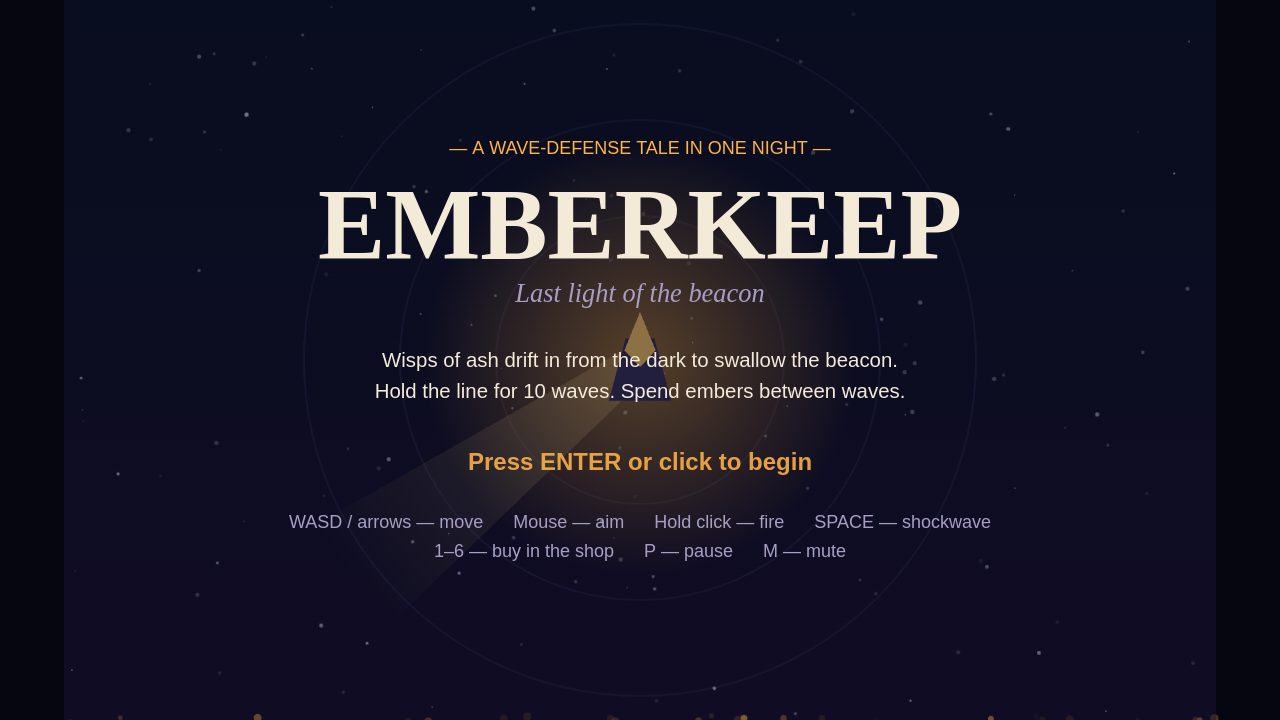 — A WAVE-DEFENSE TALE IN ONE NIGHT —
EMBERKEEP
Last light of the beacon
Wisps of ash drift in from the dark to swallow the beacon.
Hold the line for 10 waves. Spend embers between waves.
Press ENTER or click to begin
WASD / arrows — move Mouse — aim Hold click — fire SPACE — shockwave
1–6 — buy in the shop P — pause M — mute